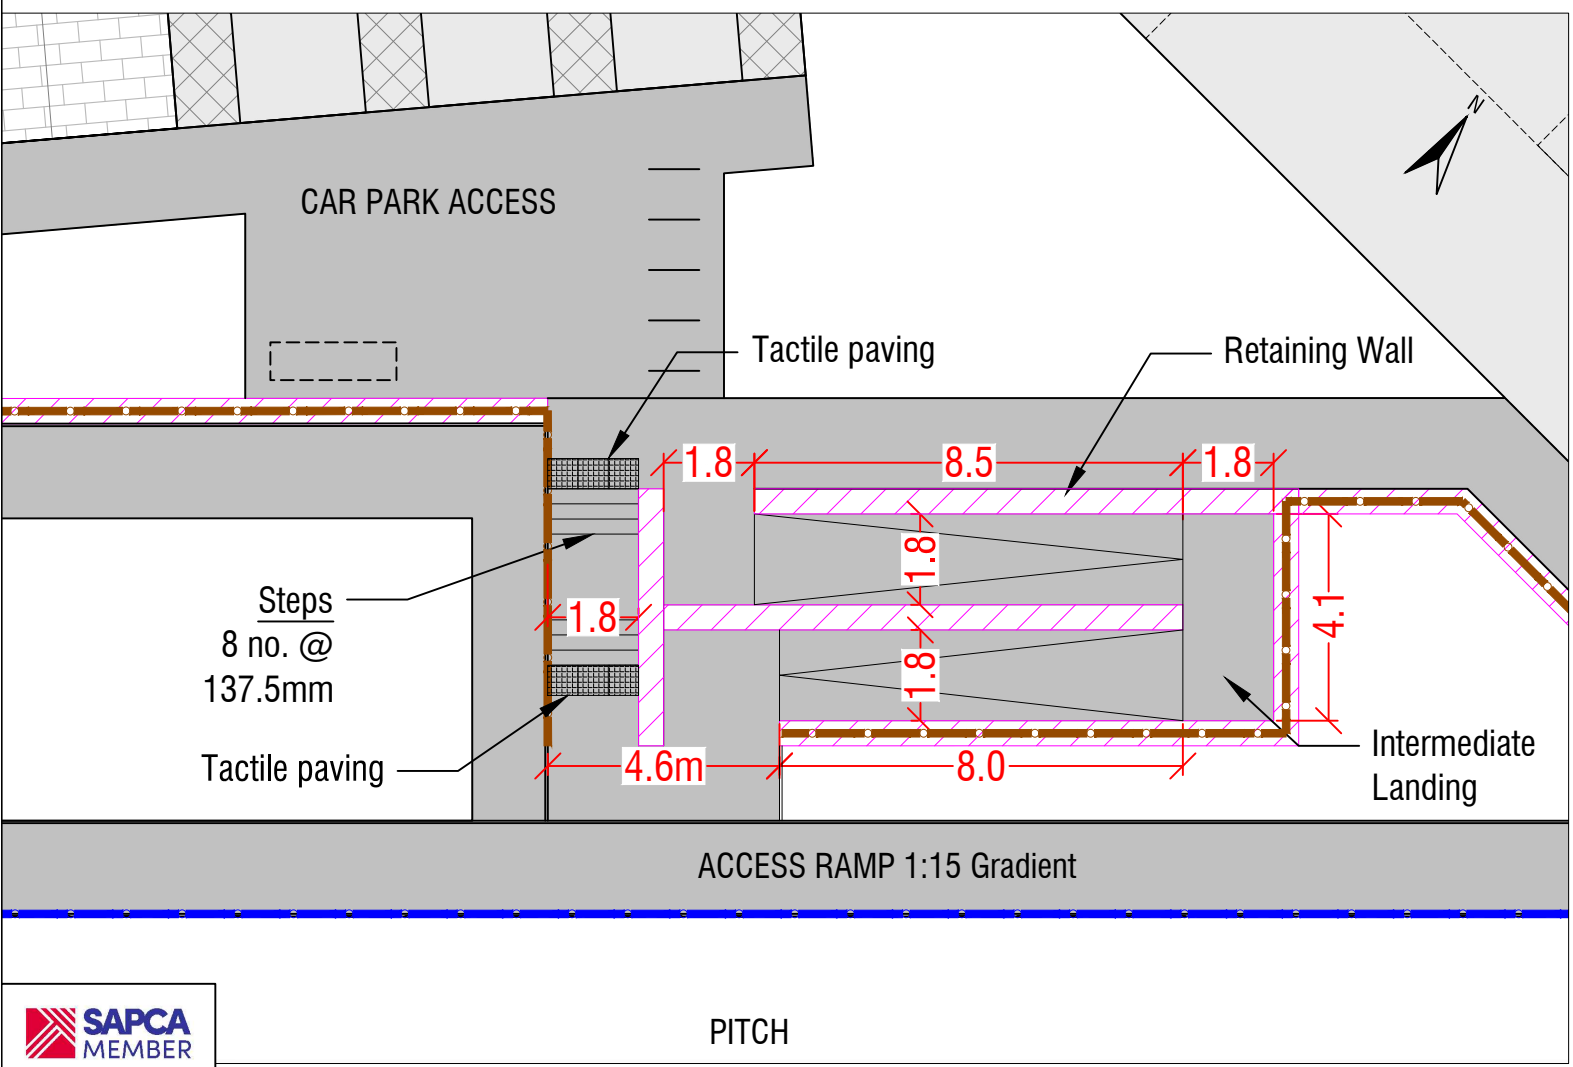 N
CAR PARK ACCESS
Tactile paving
Retaining Wall
1.8
8.5
1.8
1.8
4.1
Steps
8 no. @
137.5mm
1.8
1.8
Tactile paving
4.6m
8.0
Intermediate
Landing
ACCESS RAMP 1:15 Gradient
PITCH
SAPCA
MEMBER